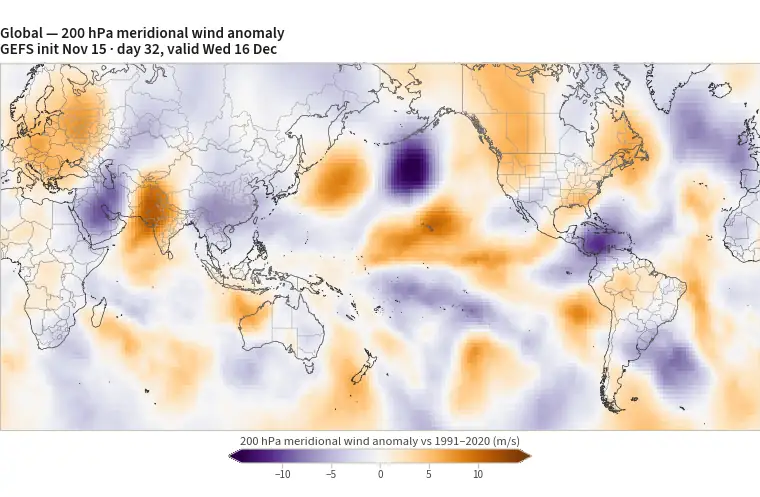 Global — 200 hPa meridional wind anomaly
GEFS init Nov 15 · day 32, valid Wed 16 Dec
200 hPa meridional wind anomaly vs 1991–2020 (m/s)
−10 −5 0 5 10